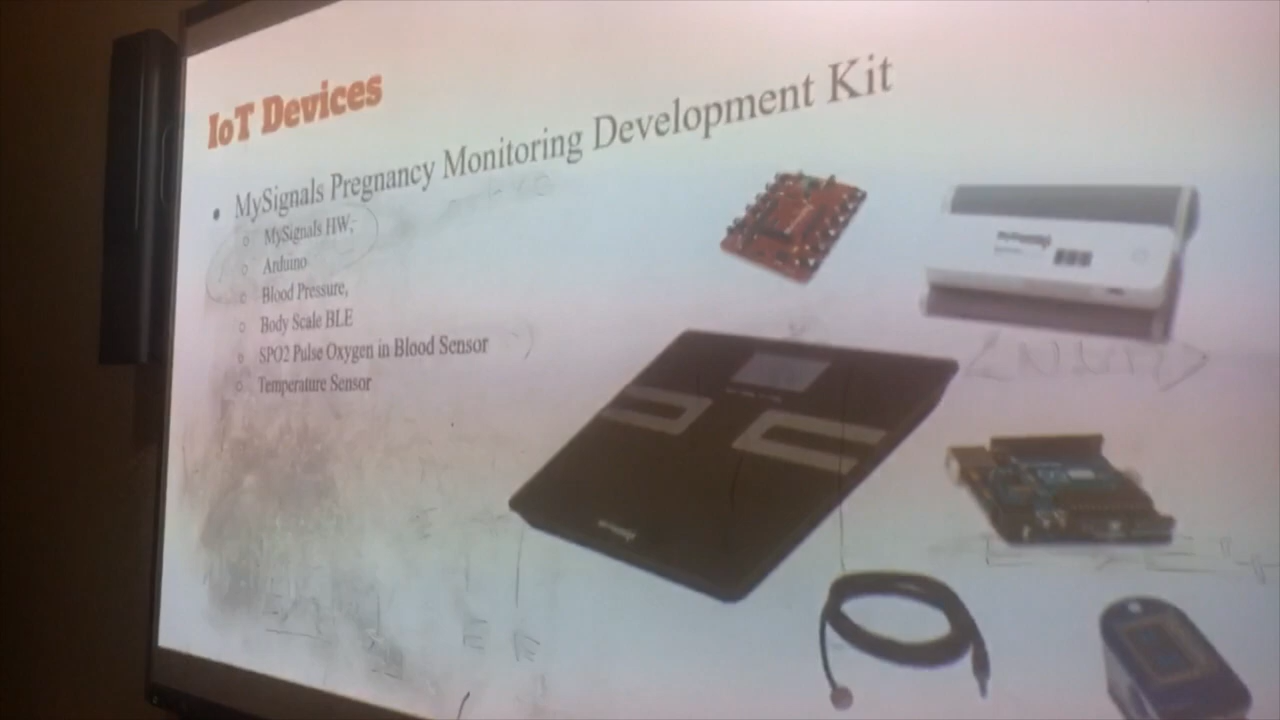 IoT Devices
• MySignals Pregnancy Monitoring Development Kit
○ MySignals HW,
○ Arduino
○ Blood Pressure,
○ Body Scale BLE
○ SPO2 Pulse Oxygen in Blood Sensor
○ Temperature Sensor